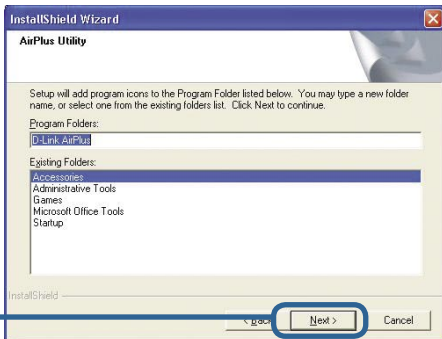 InstallShield Wizard
AirPlus Utility
Setup will add program icons to the Program Folder listed below. You may type a new folder
name, or select one from the existing folders list. Click Next to continue.
Program Folders:
D-Link AirPlus
Existing Folders:
Accessories
Administrative Tools
Games
Microsoft Office Tools
Startup
InstallShield
< Back Next > Cancel